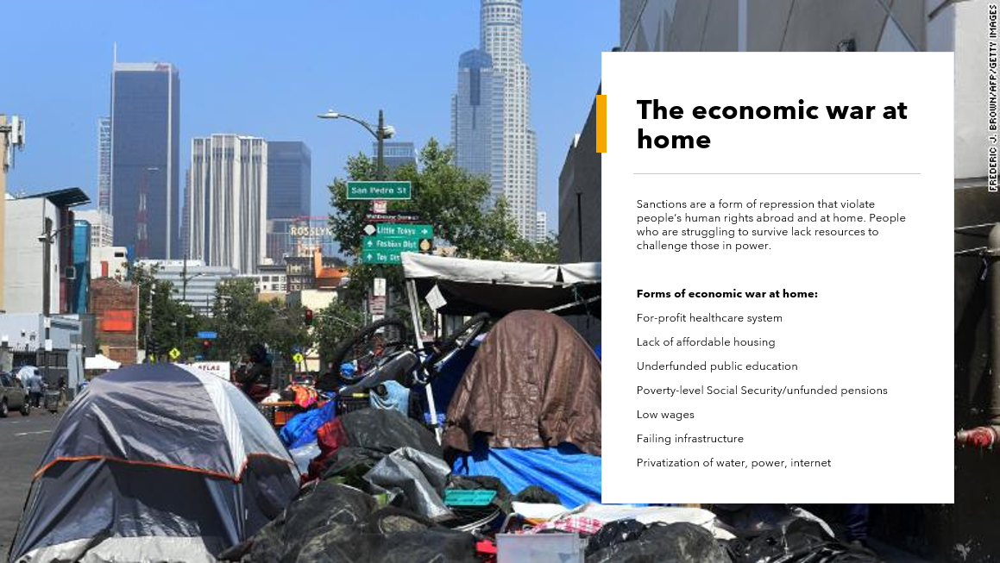 FREDERIC J. BROWN/AFP/GETTY IMAGES
San Pedro St
Little Tokyo
Fashion Dist
Toy Dist
ROSSLYN
ATLAS
The economic war at
home
Sanctions are a form of repression that violate
people's human rights abroad and at home. People
who are struggling to survive lack resources to
challenge those in power.
Forms of economic war at home:
For-profit healthcare system
Lack of affordable housing
Underfunded public education
Poverty-level Social Security/unfunded pensions
Low wages
Failing infrastructure
Privatization of water, power, internet